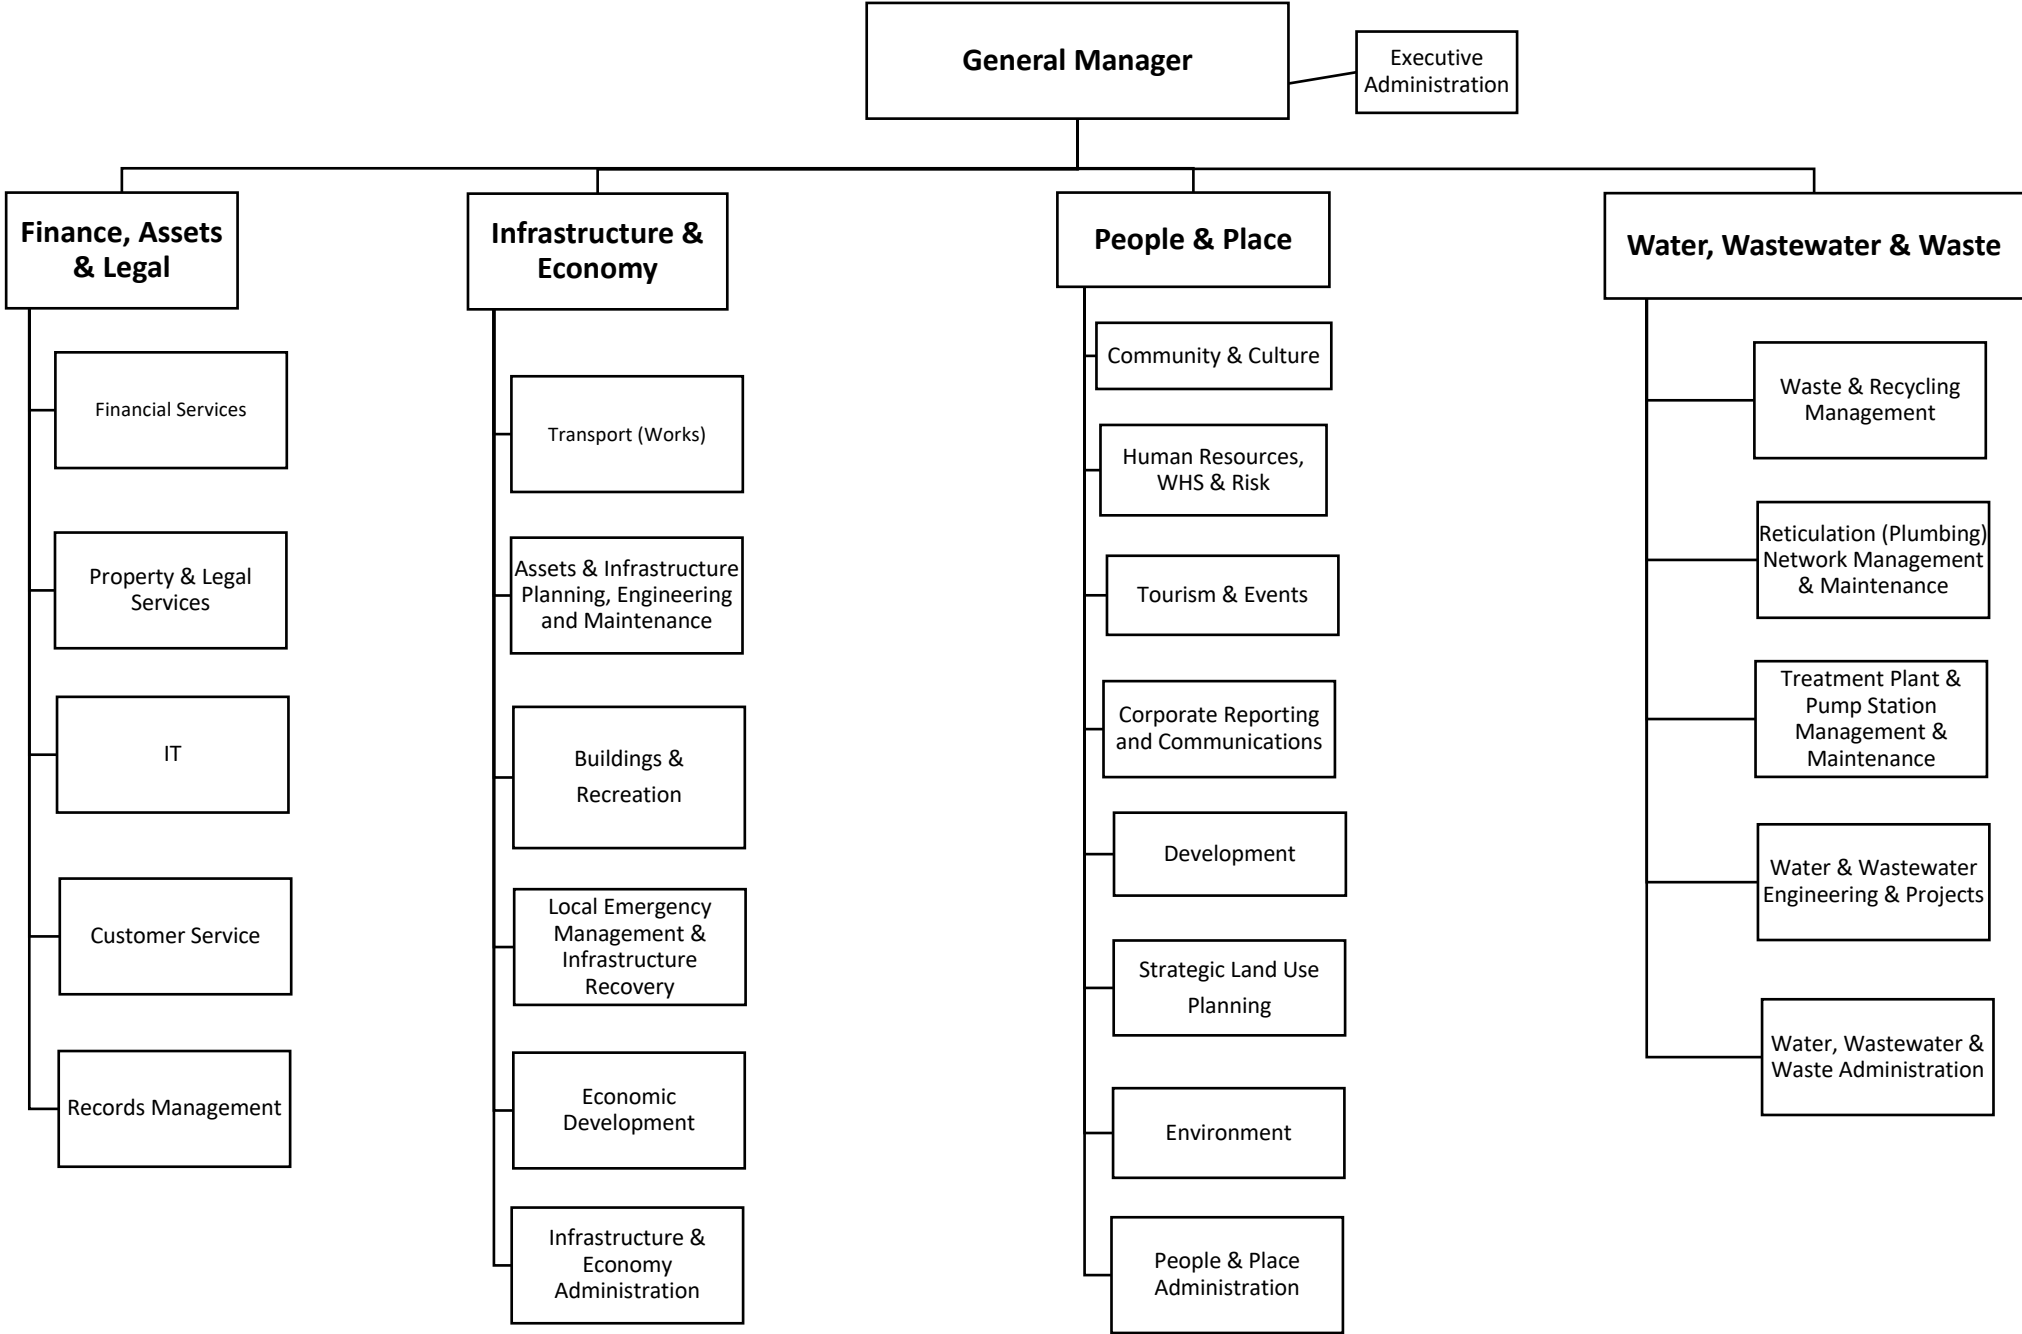 General Manager
Executive
Administration
Finance, Assets
& Legal
Financial Services
Property & Legal
Services
IT
Customer Service
Records Management
Infrastructure &
Economy
Transport (Works)
Assets & Infrastructure
Planning, Engineering
and Maintenance
Buildings &
Recreation
Local Emergency
Management &
Infrastructure
Recovery
Economic
Development
Infrastructure &
Economy
Administration
People & Place
Community & Culture
Human Resources,
WHS & Risk
Tourism & Events
Corporate Reporting
and Communications
Development
Strategic Land Use
Planning
Environment
People & Place
Administration
Water, Wastewater & Waste
Waste & Recycling
Management
Reticulation (Plumbing)
Network Management
& Maintenance
Treatment Plant &
Pump Station
Management &
Maintenance
Water & Wastewater
Engineering & Projects
Water, Wastewater &
Waste Administration